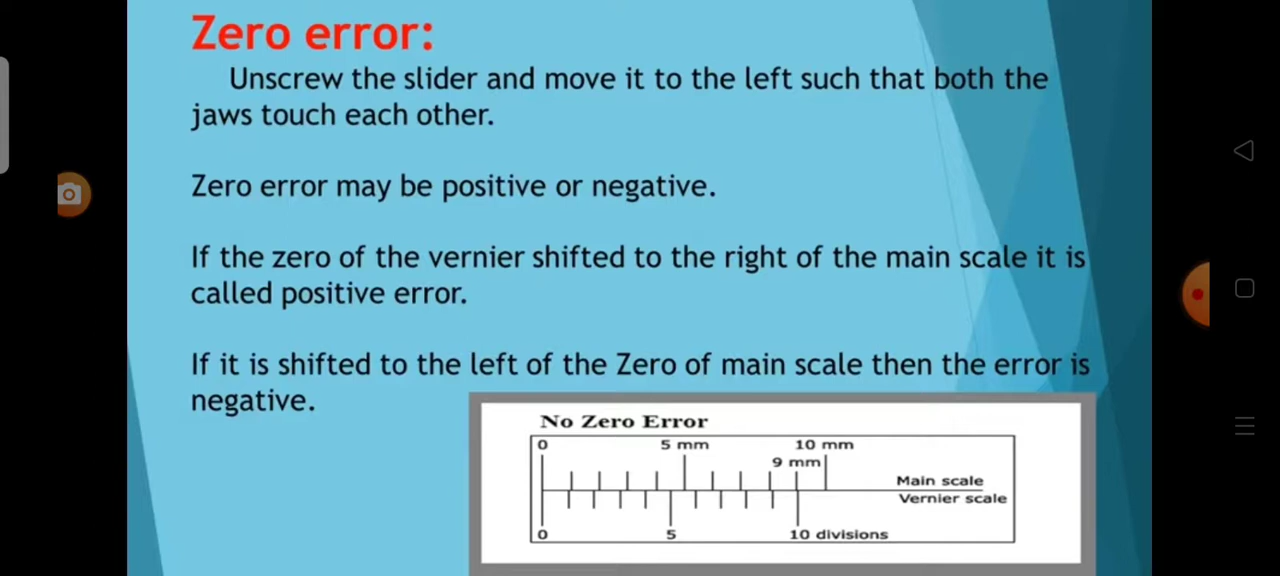 Zero error:
Unscrew the slider and move it to the left such that both the
jaws touch each other.
Zero error may be positive or negative.
If the zero of the vernier shifted to the right of the main scale it is
called positive error.
If it is shifted to the left of the Zero of main scale then the error is
negative.
No Zero Error
0 5 mm 10 mm
9 mm
Main scale
Vernier scale
0 5 10 divisions